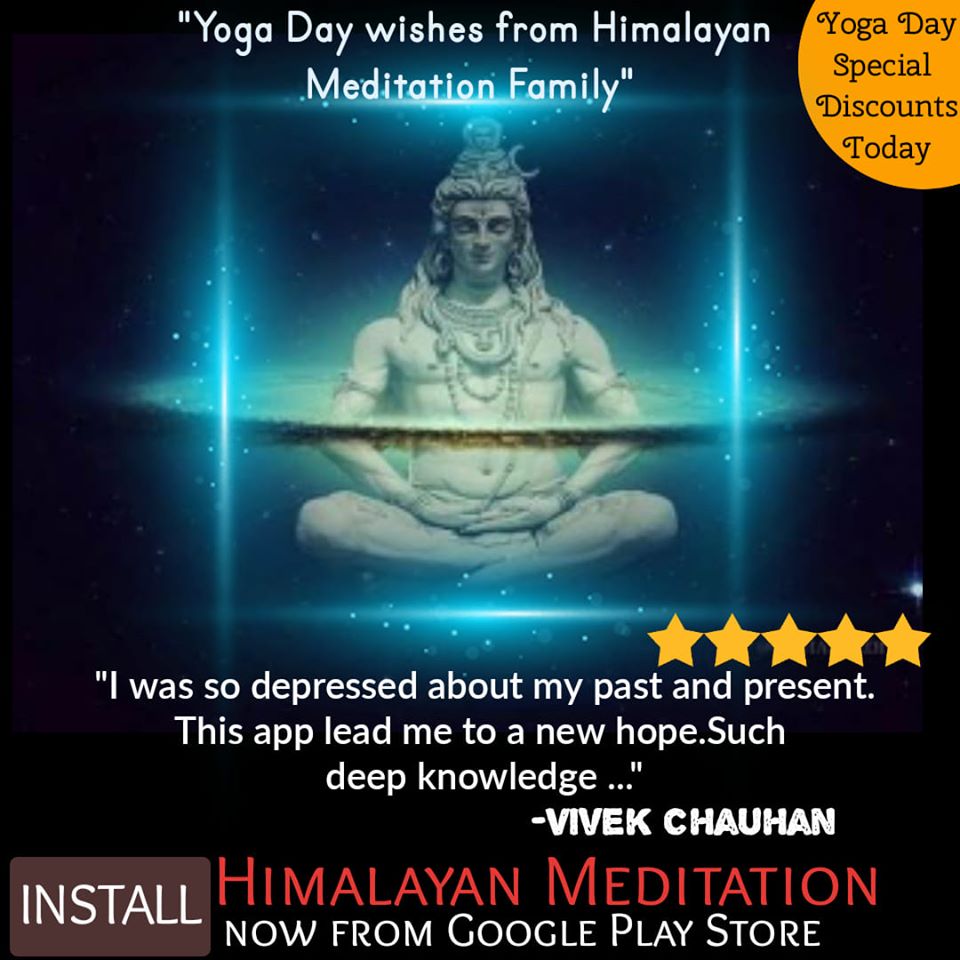 "Yoga Day wishes from Himalayan
Meditation Family"
Yoga Day
Special
Discounts
Today
"I was so depressed about my past and present.
This app lead me to a new hope.Such
deep knowledge ..."
-VIVEK CHAUHAN
INSTALL
HIMALAYAN MEDITATION
NOW FROM GOOGLE PLAY STORE